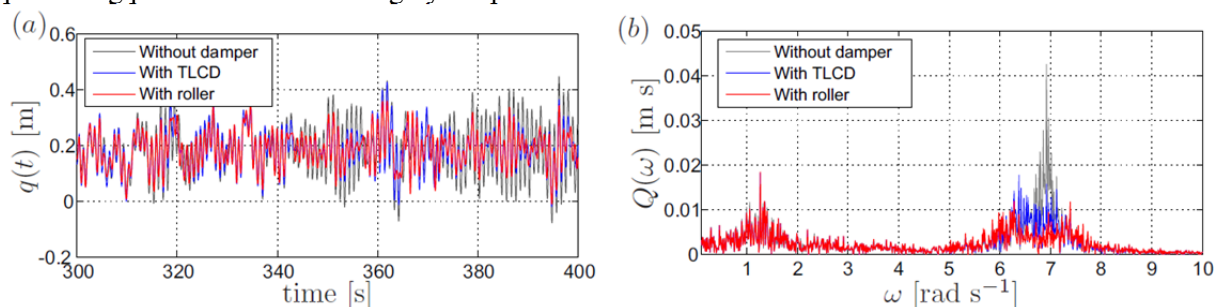 (a)
0.6
0.4
0.2
0
-0.2
q(t) [m]
Without damper
With TLCD
With roller
300 320 340 360 380 400
time [s]
(b)
0.05
0.04
0.03
0.02
0.01
0
Q(ω) [m s]
Without damper
With TLCD
With roller
1 2 3 4 5 6 7 8 9 10
ω [rad s⁻¹]